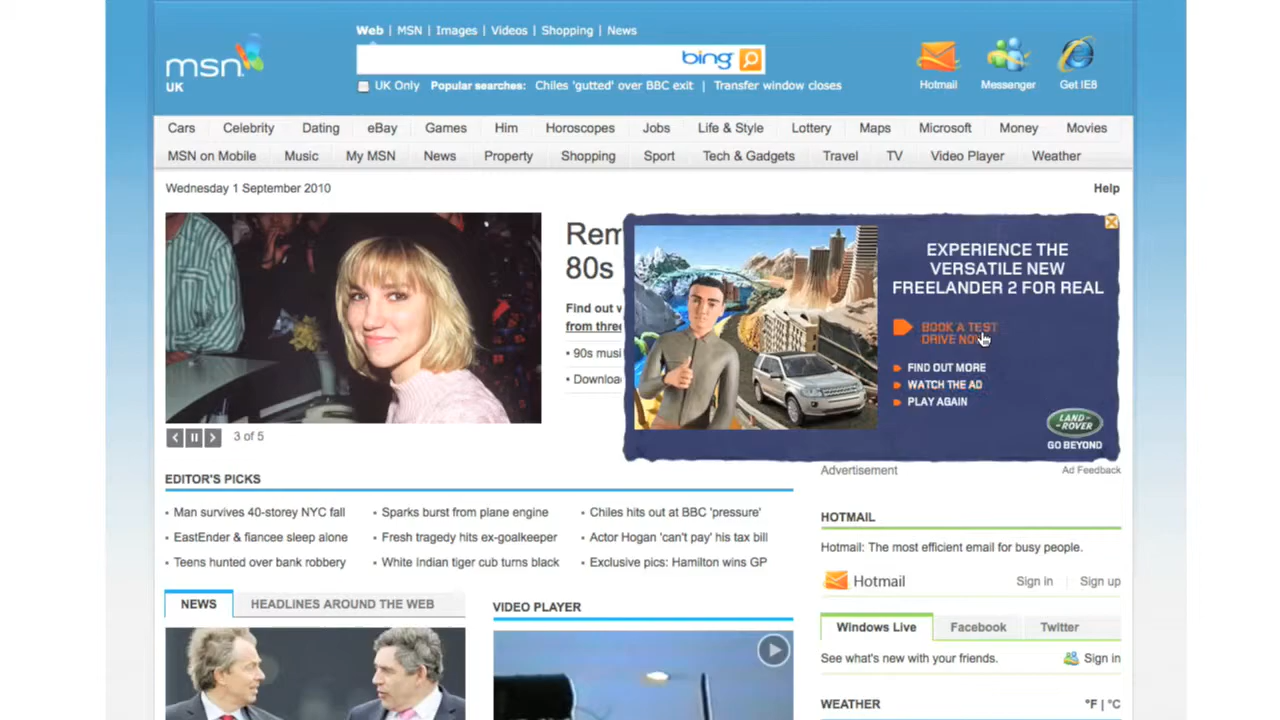 msn
UK
Web | MSN | Images | Videos | Shopping | News
bing
UK Only Popular searches: Chiles 'gutted' over BBC exit | Transfer window closes
Hotmail Messenger Get IE8
Cars Celebrity Dating eBay Games Him Horoscopes Jobs Life & Style Lottery Maps Microsoft Money Movies
MSN on Mobile Music My MSN News Property Shopping Sport Tech & Gadgets Travel TV Video Player Weather
Wednesday 1 September 2010
Help
80s
Find out
• 90s
3 of 5
EXPERIENCE THE
VERSATILE NEW
FREELANDER 2 FOR REAL
BOOK A TEST
DRIVE NOW
FIND OUT MORE
WATCH THE AD
PLAY AGAIN
LAND-
ROVER
GO BEYOND
Advertisement Ad Feedback
EDITOR'S PICKS
• Man survives 40-storey NYC fall
• EastEnder & fiancee sleep alone
• Teens hunted over bank robbery
• Sparks burst from plane engine
• Fresh tragedy hits ex-goalkeeper
• White Indian tiger cub turns black
• Chiles hits out at BBC 'pressure'
• Actor Hogan 'can't pay' his tax bill
• Exclusive pics: Hamilton wins GP
NEWS HEADLINES AROUND THE WEB
VIDEO PLAYER
HOTMAIL
Hotmail: The most efficient email for busy people.
Hotmail Sign in | Sign up
Windows Live Facebook Twitter
See what's new with your friends. Sign in
WEATHER °F | °C